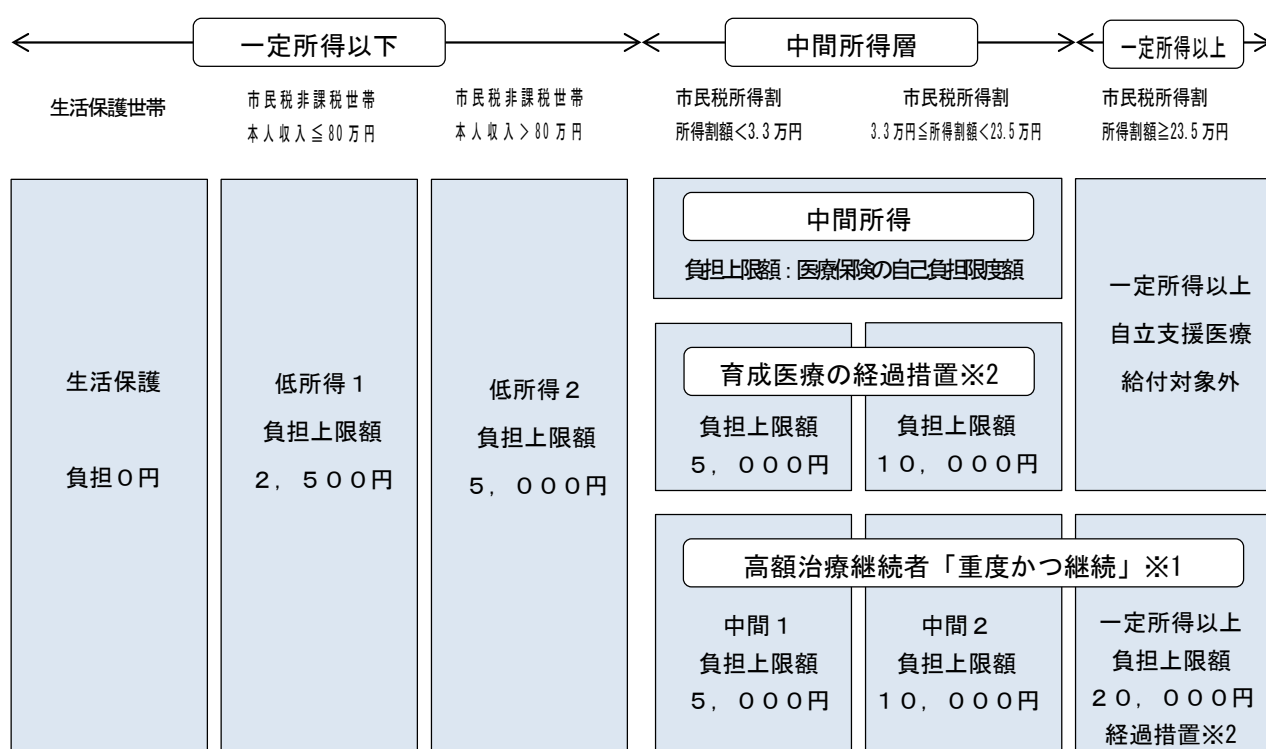 一定所得以下
中間所得層
一定所得以上
生活保護世帯
市民税非課税世帯
本人収入≦80万円
市民税非課税世帯
本人収入＞80万円
市民税所得割
所得割額<3.3万円
市民税所得割
3.3万円≦所得割額<23.5万円
市民税所得割
所得割額≧23.5万円
生活保護
負担０円
低所得１
負担上限額
２，５００円
低所得２
負担上限額
５，０００円
中間所得
負担上限額：医療保険の自己負担限度額
育成医療の経過措置※2
負担上限額
５，０００円
負担上限額
１０，０００円
一定所得以上
自立支援医療
給付対象外
高額治療継続者「重度かつ継続」※1
中間１
負担上限額
５，０００円
中間２
負担上限額
１０，０００円
一定所得以上
負担上限額
２０，０００円
経過措置※2